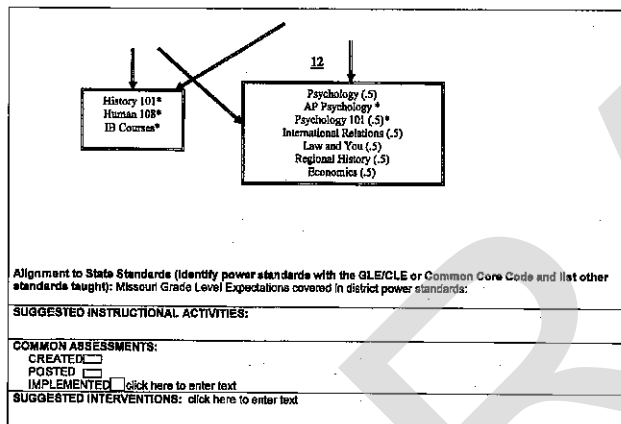 12
History 101*
Human 108*
IB Courses*
Psychology (.5)
AP Psychology *
Psychology 101 (.5)*
International Relations (.5)
Law and You (.5)
Regional History (.5)
Economics (.5)
Alignment to State Standards (Identify power standards with the GLE/CLE or Common Core Code and list other
standards taught): Missouri Grade Level Expectations covered in district power standards:
SUGGESTED INSTRUCTIONAL ACTIVITIES:
COMMON ASSESSMENTS:
CREATED
POSTED
IMPLEMENTED click here to enter text
SUGGESTED INTERVENTIONS: click here to enter text